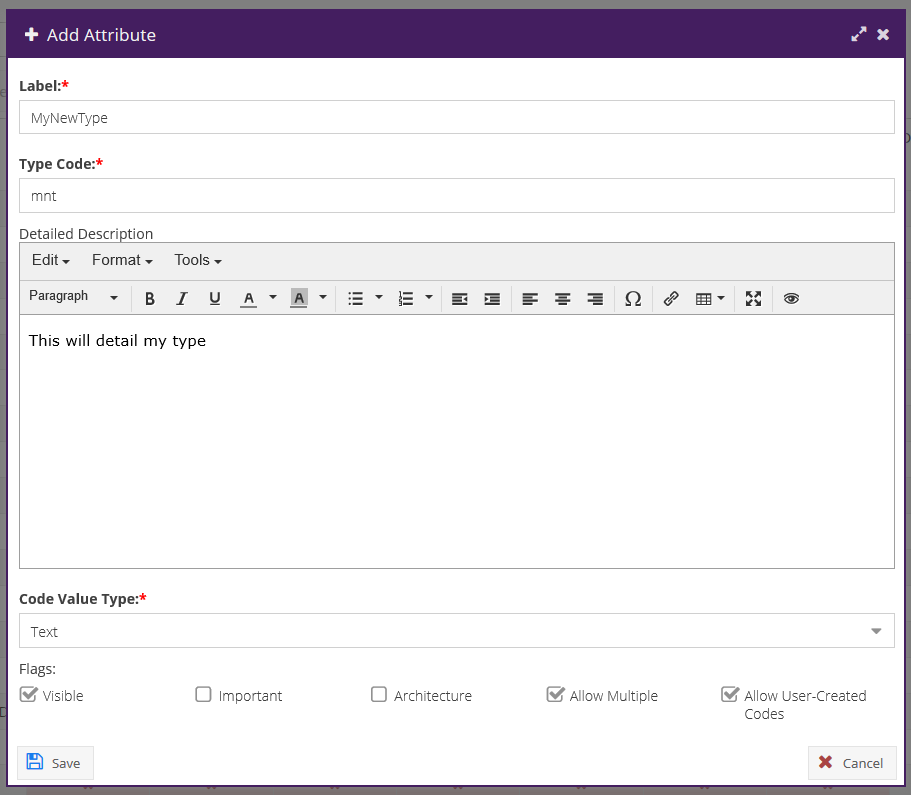 Add Attribute
Label:*
MyNewType
Type Code:*
mnt
Detailed Description
Edit Format Tools
Paragraph B I U A A Ω
This will detail my type
Code Value Type:*
Text
Flags:
Visible Important Architecture Allow Multiple Allow User-Created
Codes
Save Cancel